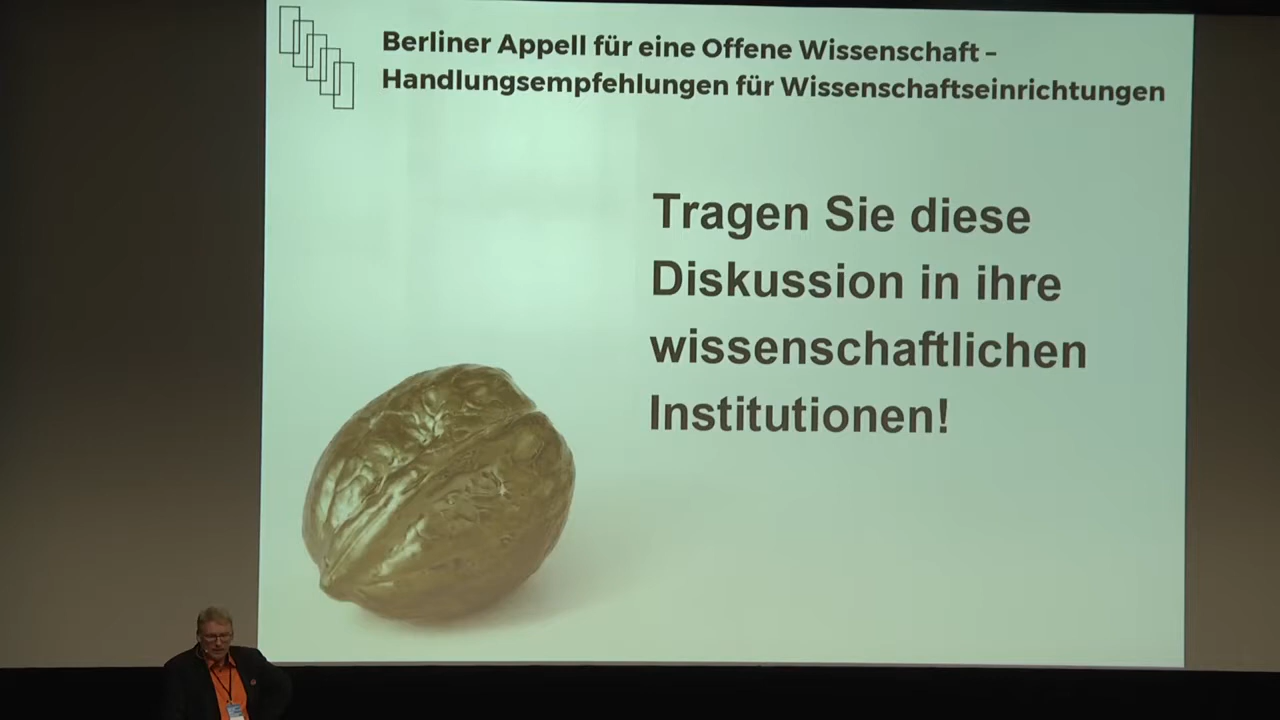 Berliner Appell für eine Offene Wissenschaft –
Handlungsempfehlungen für Wissenschaftseinrichtungen
Tragen Sie diese
Diskussion in ihre
wissenschaftlichen
Institutionen!